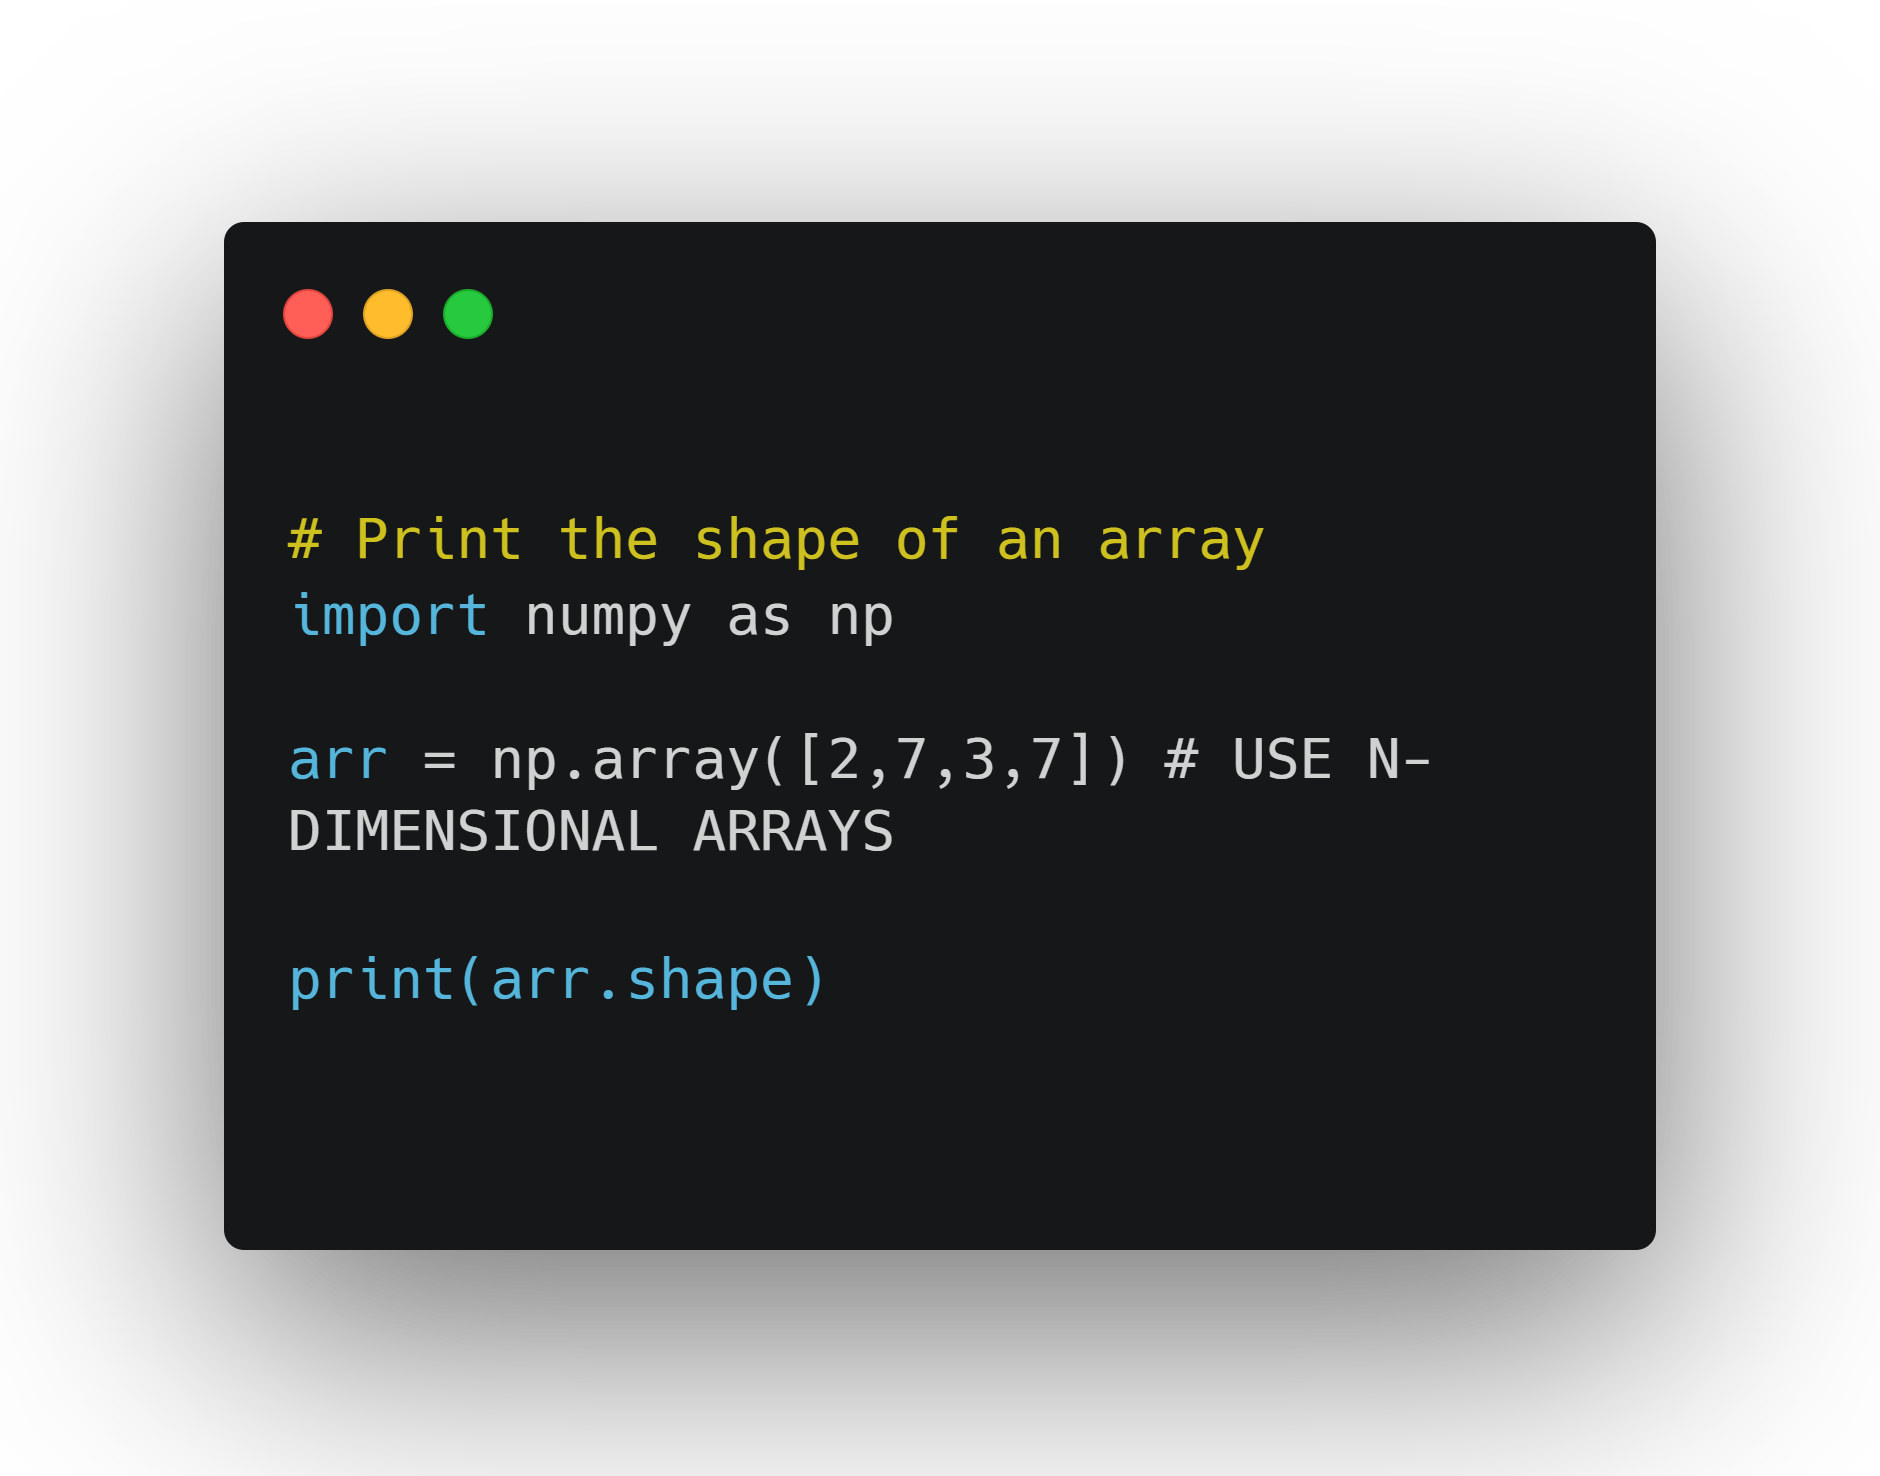 # Print the shape of an array
import numpy as np
arr = np.array([2,7,3,7]) # USE N-
DIMENSIONAL ARRAYS
print(arr.shape)